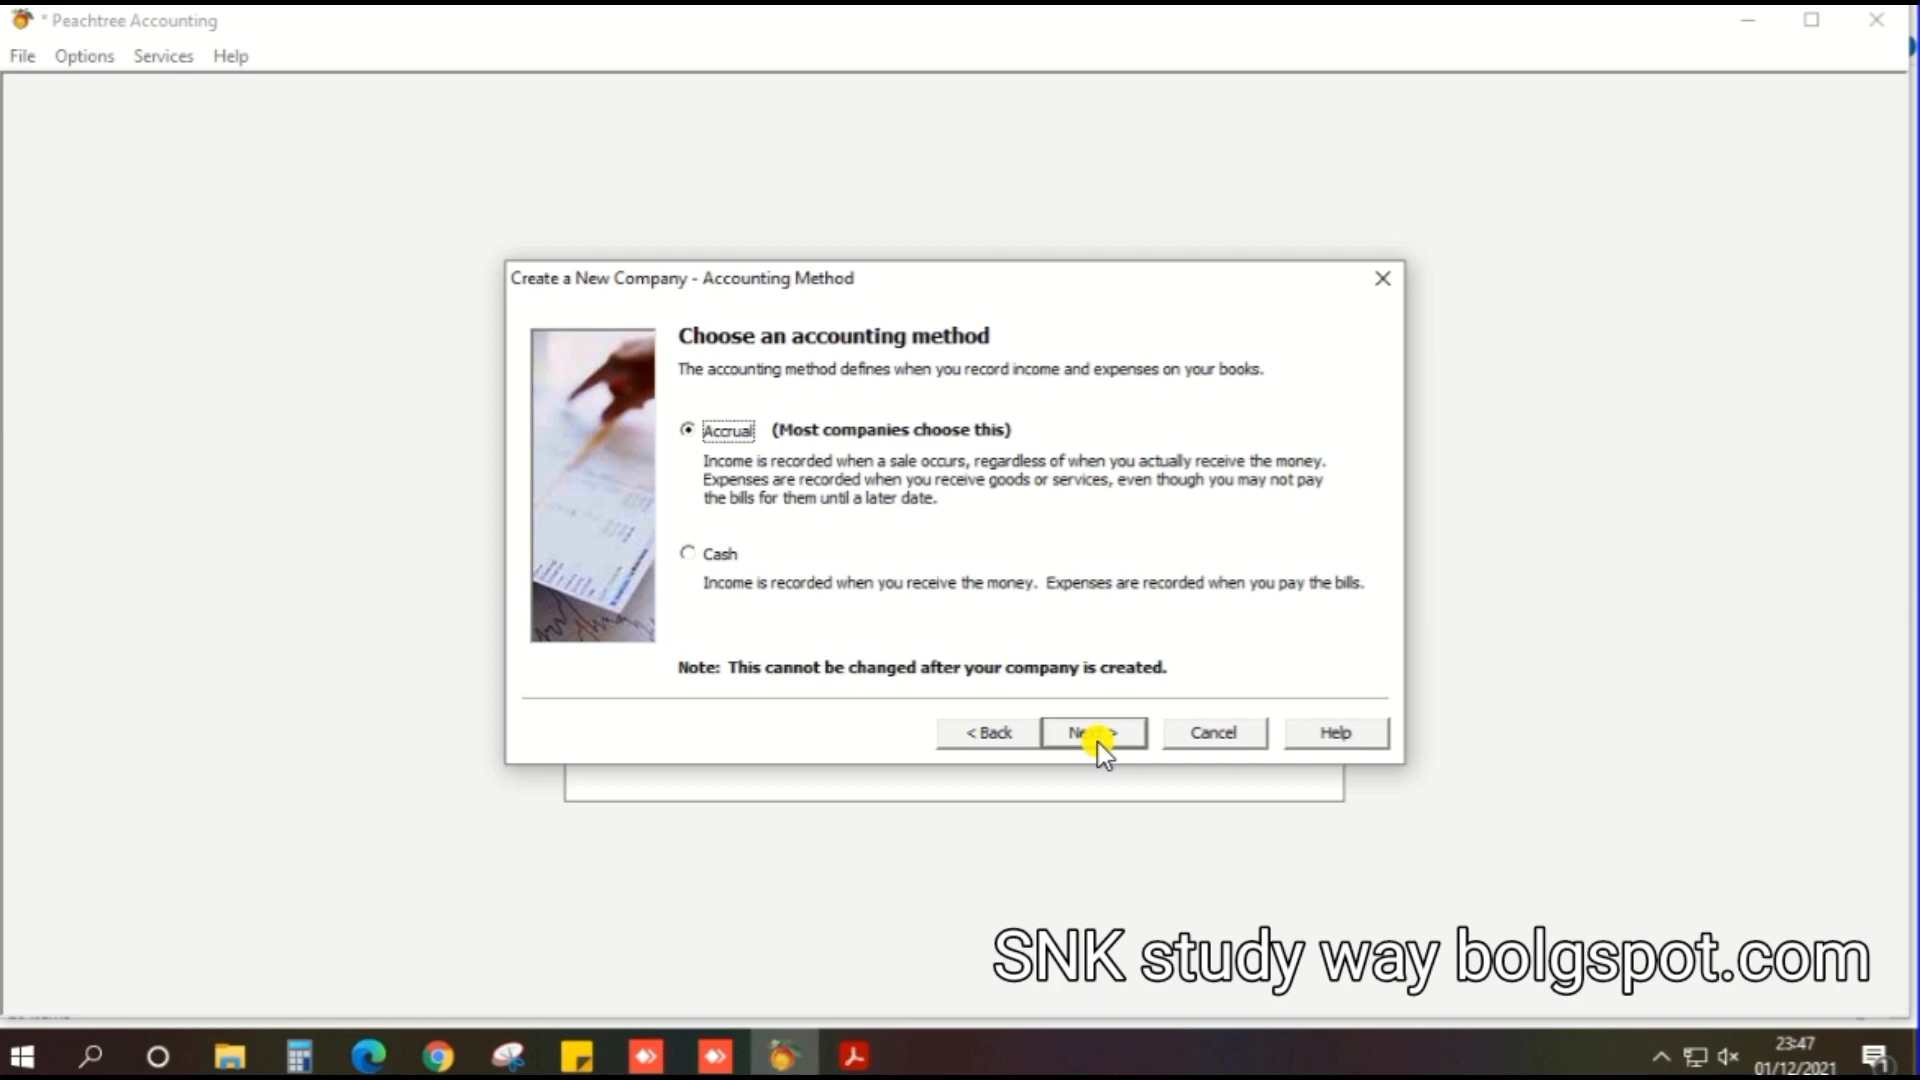 * Peachtree Accounting
File Options Services Help
Create a New Company - Accounting Method
Choose an accounting method
The accounting method defines when you record income and expenses on your books.
Accrual (Most companies choose this)
Income is recorded when a sale occurs, regardless of when you actually receive the money.
Expenses are recorded when you receive goods or services, even though you may not pay
the bills for them until a later date.
Cash
Income is recorded when you receive the money. Expenses are recorded when you pay the bills.
Note: This cannot be changed after your company is created.
< Back Next > Cancel Help
SNK study way bolgspot.com
23:47
01/12/2021
1